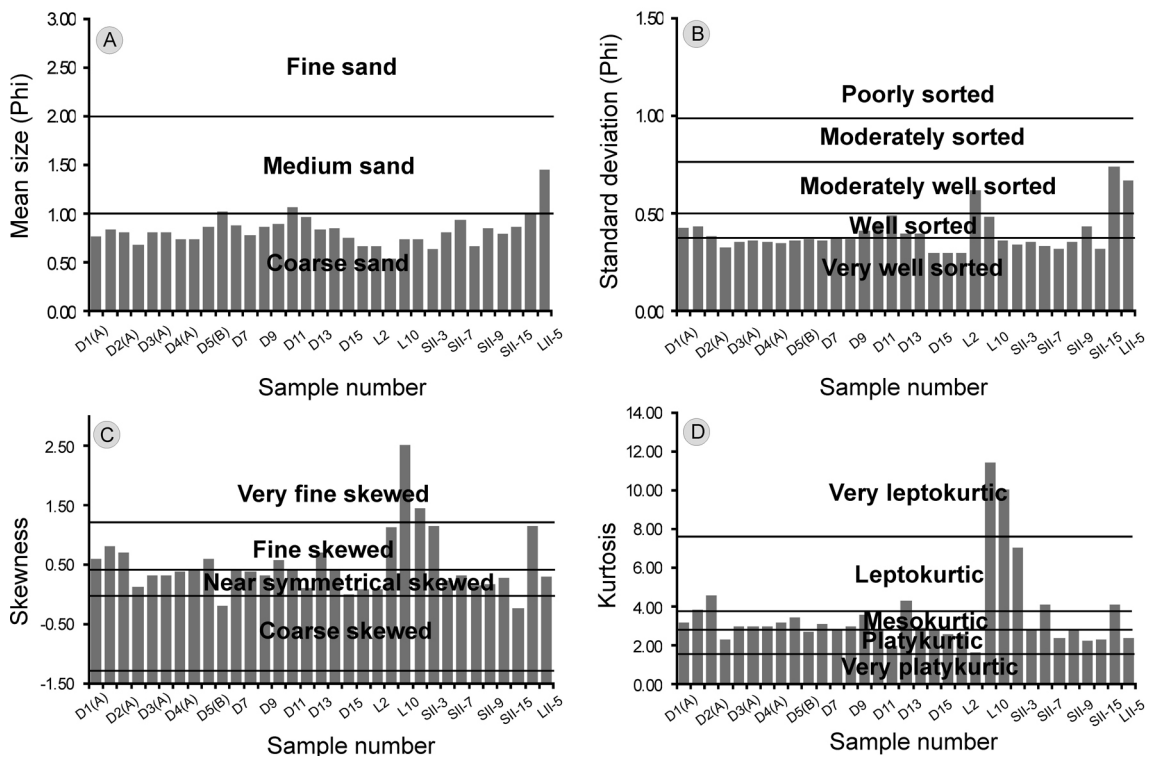 A
Mean size (Phi)
3.00
2.50
2.00
1.50
1.00
0.50
0.00
Fine sand
Medium sand
Coarse sand
D1(A) D2(A) D3(A) D4(A) D5(B) D7 D9 D11 D13 D15 L2 L10 SII-3 SII-7 SII-9 SII-15 LII-5
Sample number
B
Standard deviation (Phi)
1.50
1.00
0.50
0.00
Poorly sorted
Moderately sorted
Moderately well sorted
Well sorted
Very well sorted
D1(A) D2(A) D3(A) D4(A) D5(B) D7 D9 D11 D13 D15 L2 L10 SII-3 SII-7 SII-9 SII-15 LII-5
Sample number
C
Skewness
2.50
1.50
0.50
-0.50
-1.50
Very fine skewed
Fine skewed
Near symmetrical skewed
Coarse skewed
D1(A) D2(A) D3(A) D4(A) D5(B) D7 D9 D11 D13 D15 L2 L10 SII-3 SII-7 SII-9 SII-15 LII-5
Sample number
D
Kurtosis
14.00
12.00
10.00
8.00
6.00
4.00
2.00
0.00
Very leptokurtic
Leptokurtic
Mesokurtic
Platykurtic
Very platykurtic
D1(A) D2(A) D3(A) D4(A) D5(B) D7 D9 D11 D13 D15 L2 L10 SII-3 SII-7 SII-9 SII-15 LII-5
Sample number